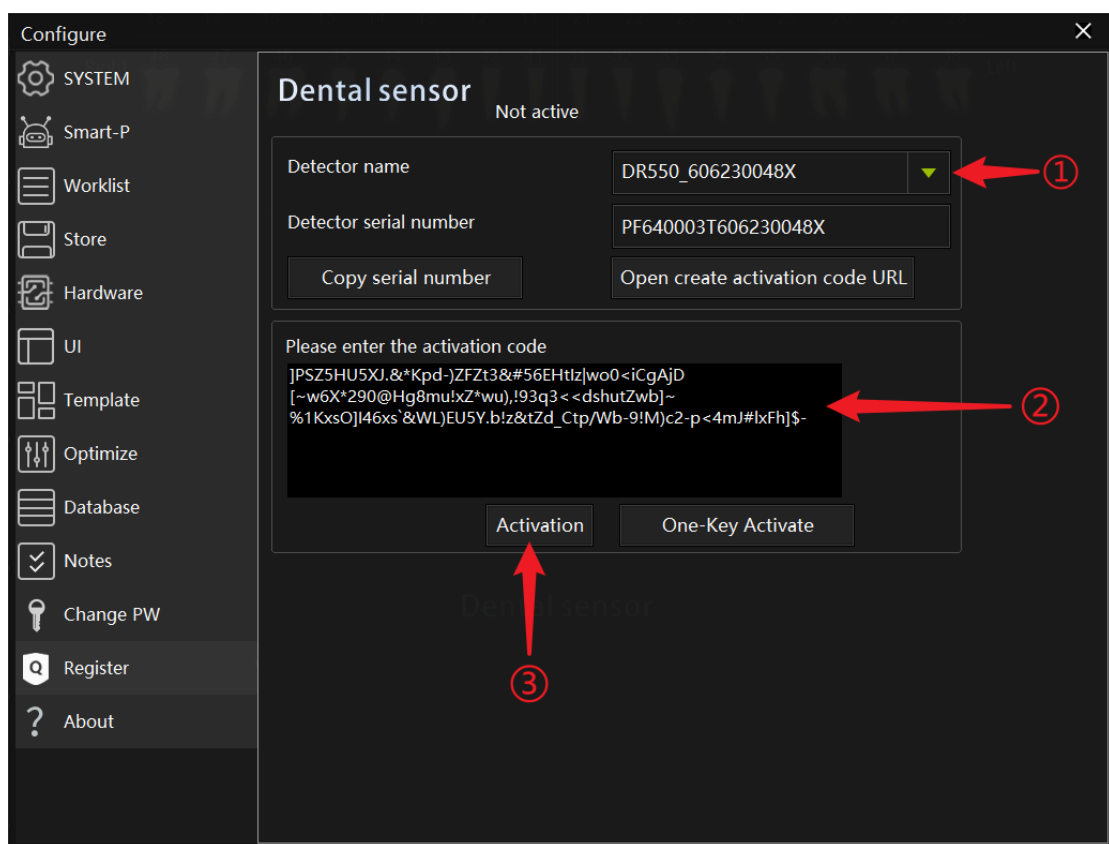 Configure
SYSTEM
Smart-P
Worklist
Store
Hardware
UI
Template
Optimize
Database
Notes
Change PW
Register
About
Dental sensor
Not active
Detector name
DR550_606230048X
①
Detector serial number
PF640003T606230048X
Copy serial number
Open create activation code URL
Please enter the activation code
]PSZ5HU5XJ.&*Kpd-)ZFZt3&#56EHtIz|wo0<iCgAjD
[~w6X*290@Hg8mu!xZ*wu),!93q3<<dshutZwb]~
%1KxsO]I46xs`&WL)EU5Y.b!z&tZd_Ctp/Wb-9!M)c2-p<4mJ#lxFh]$-
②
Activation
One-Key Activate
Dental sensor
③